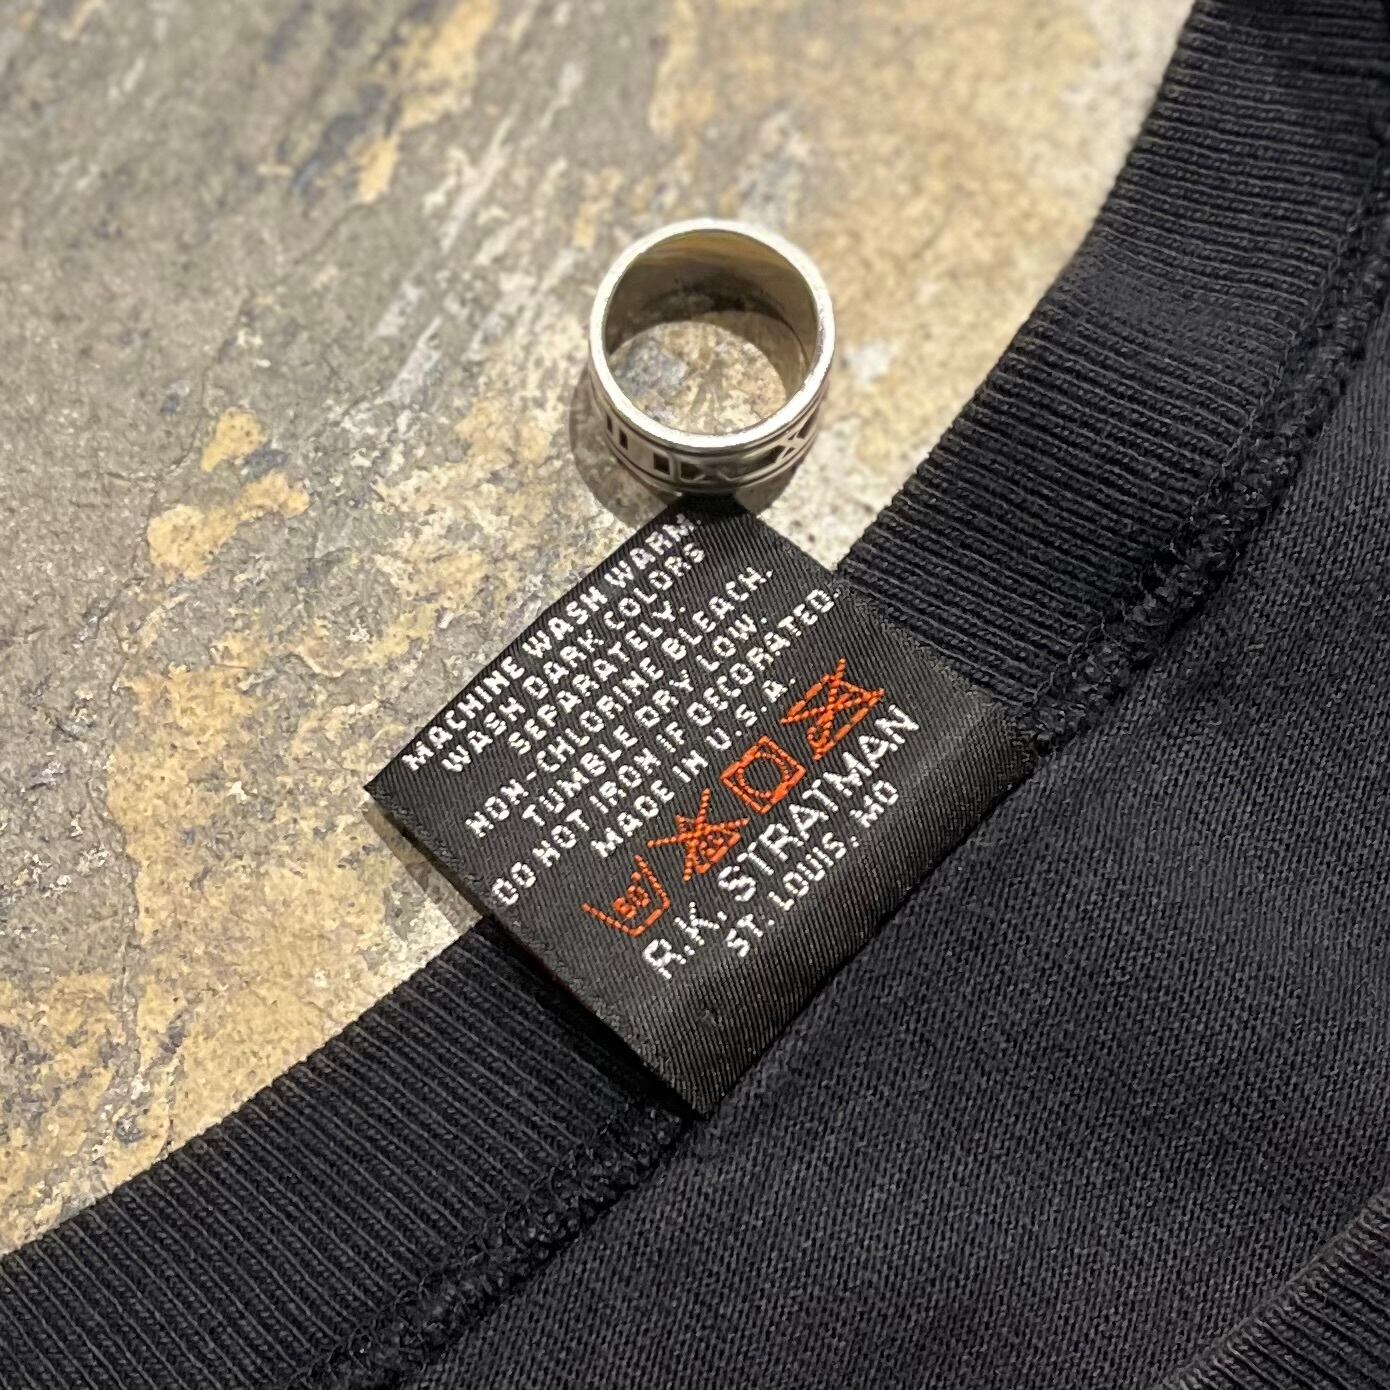 MACHINE WASH WARM.
WASH DARK COLORS
SEPARATELY.
NON-CHLORINE BLEACH.
TUMBLE DRY LOW.
DO NOT IRON IF DECORATED.
MADE IN U.S.A.
50°
R.K. STRATMAN
ST. LOUIS, MO